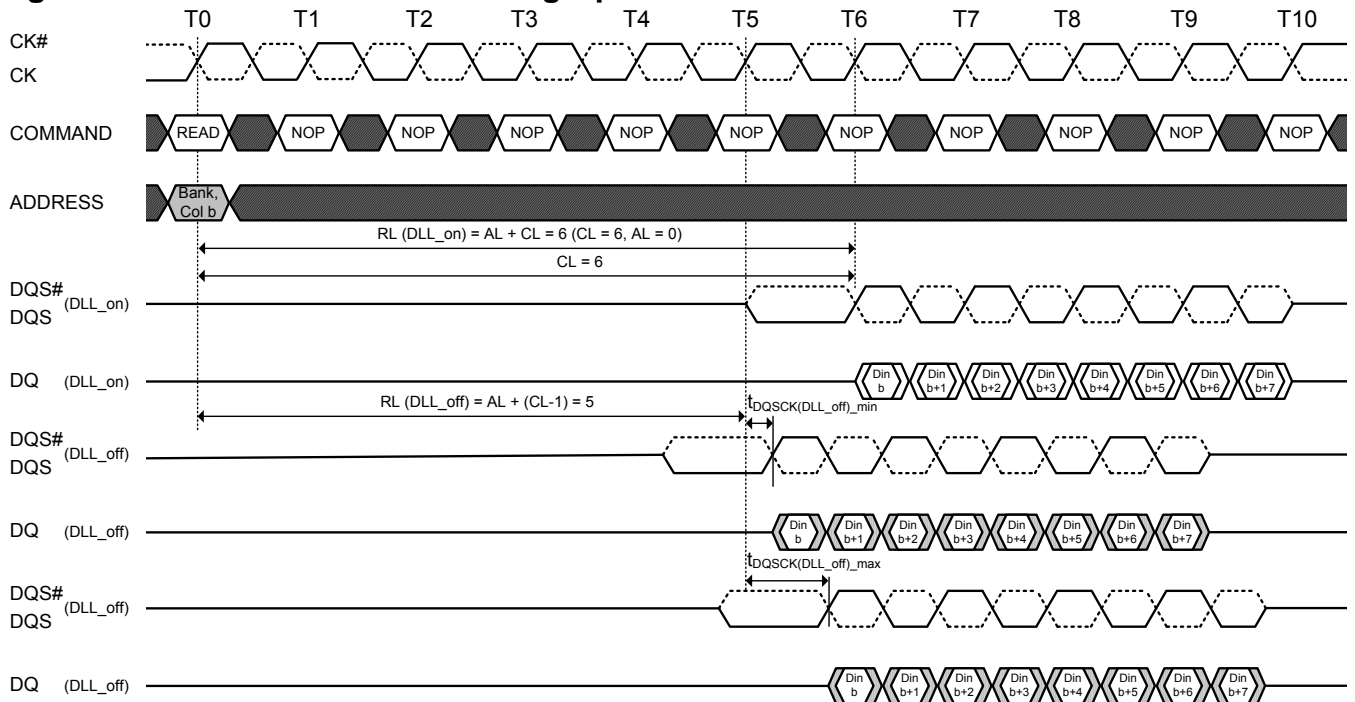 T0 T1 T2 T3 T4 T5 T6 T7 T8 T9 T10
CK#
CK
COMMAND READ NOP NOP NOP NOP NOP NOP NOP NOP NOP NOP
ADDRESS Bank,
Col b
RL (DLL_on) = AL + CL = 6 (CL = 6, AL = 0)
CL = 6
DQS# (DLL_on)
DQS
DQ (DLL_on) Din b Din b+1 Din b+2 Din b+3 Din b+4 Din b+5 Din b+6 Din b+7
RL (DLL_off) = AL + (CL-1) = 5 tDQSCK(DLL_off)_min
DQS# (DLL_off)
DQS
DQ (DLL_off) Din b Din b+1 Din b+2 Din b+3 Din b+4 Din b+5 Din b+6 Din b+7
tDQSCK(DLL_off)_max
DQS# (DLL_off)
DQS
DQ (DLL_off) Din b Din b+1 Din b+2 Din b+3 Din b+4 Din b+5 Din b+6 Din b+7